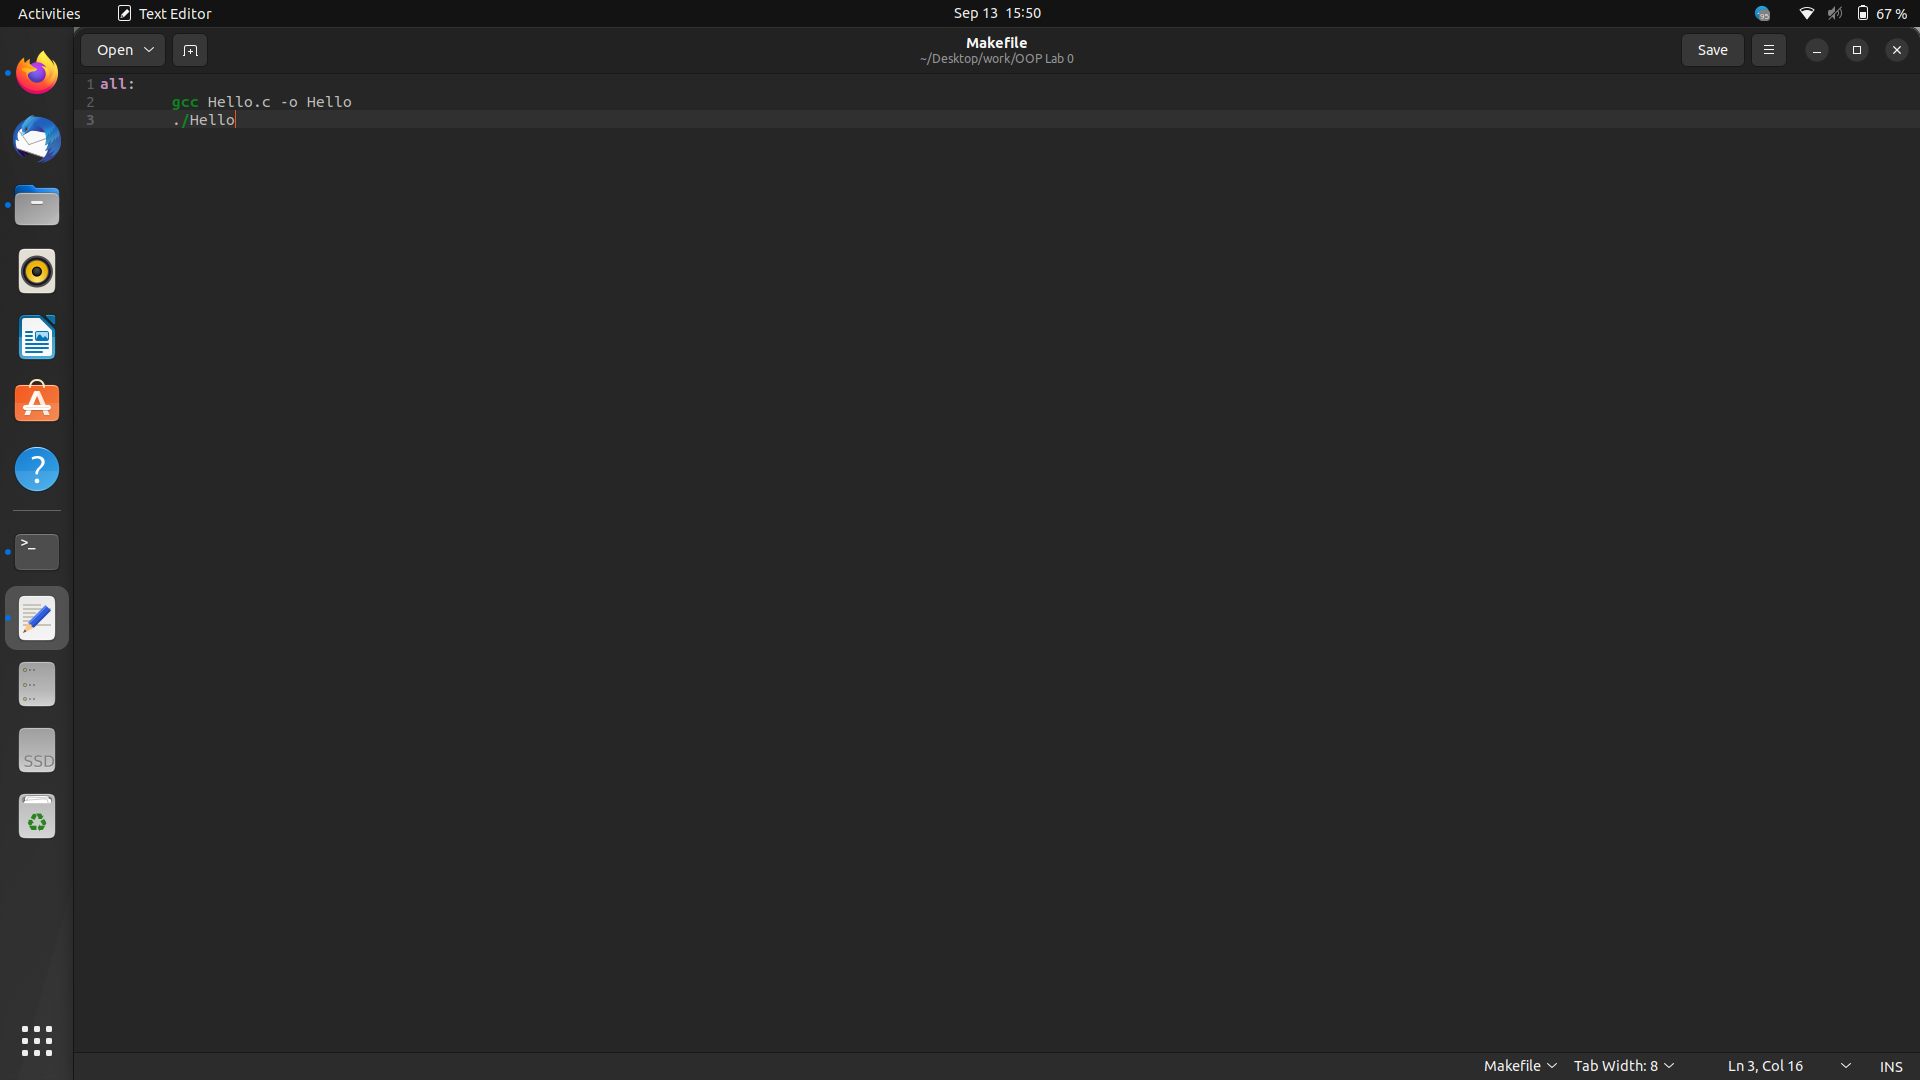 Activities Text Editor Sep 13 15:50 95 67 %
Open Makefile Save
~/Desktop/work/OOP Lab 0
1 all:
2 gcc Hello.c -o Hello
3 ./Hello
>_
SSD
Makefile Tab Width: 8 Ln 3, Col 16 INS